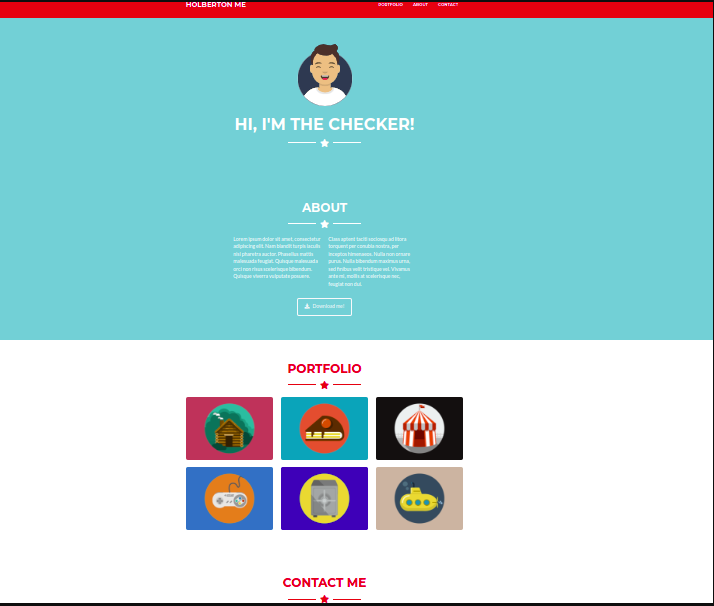 HOLBERTON ME
PORTFOLIO ABOUT CONTACT
HI, I'M THE CHECKER!
ABOUT
Lorem ipsum dolor sit amet, consectetur
adipiscing elit. Nam blandit turpis iaculis
nisi pharetra auctor. Phasellus mattis
malesuada feugiat. Quisque malesuada
orci non risus scelerisque bibendum.
Quisque viverra vulputate posuere.
Class aptent taciti sociosqu ad litora
torquent per conubia nostra, per
inceptos himenaeos. Nulla non ornare
purus. Nulla bibendum maximus urna,
sed finibus velit tristique vel. Vivamus
ante mi, mattis at scelerisque nec,
feugiat non dui.
Download me!
PORTFOLIO
CONTACT ME